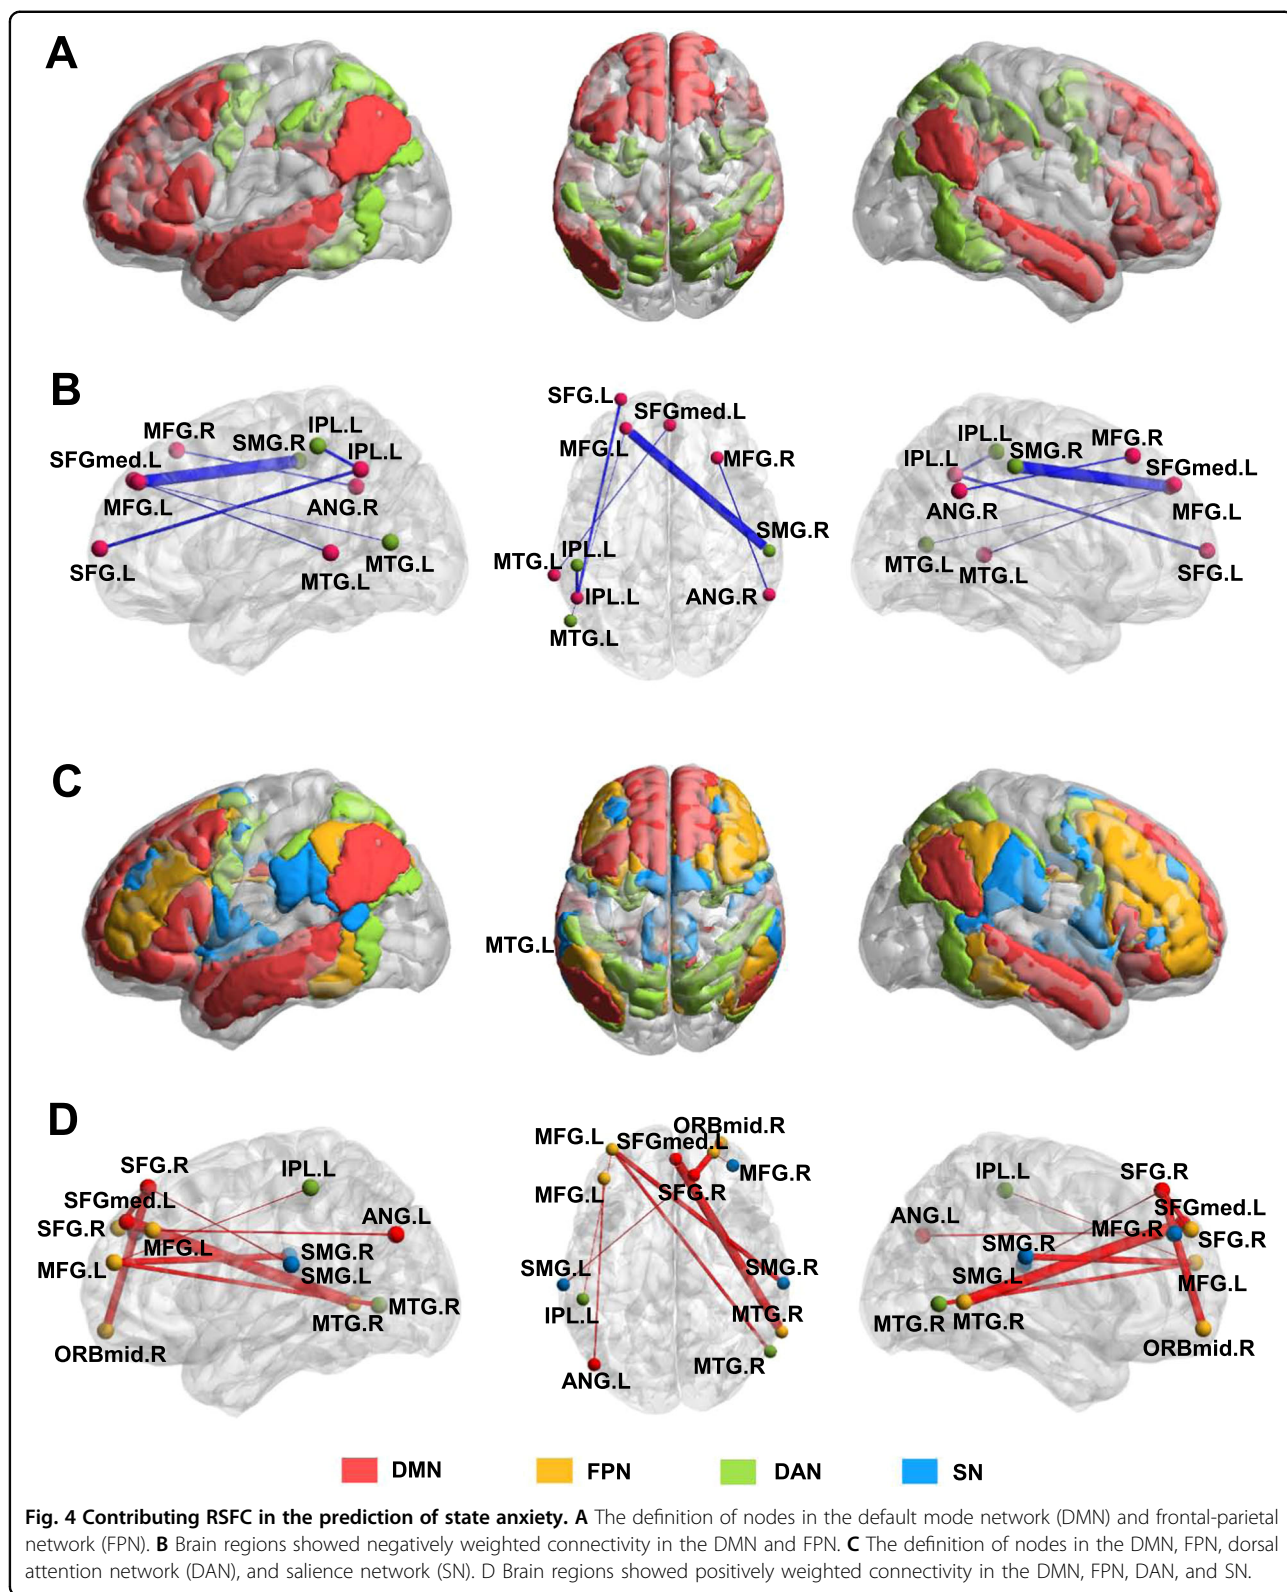 A
B
MFG.R
SMG.R
IPL.L
IPL.L
SFGmed.L
MFG.L
ANG.R
SFG.L
MTG.L
MTG.L
SFG.L
SFGmed.L
MFG.L
MFG.R
SMG.R
IPL.L
MTG.L
IPL.L
ANG.R
MTG.L
IPL.L
SMG.R
MFG.R
IPL.L
SFGmed.L
ANG.R
MFG.L
MTG.L
MTG.L
SFG.L
C
MTG.L
D
SFG.R
IPL.L
SFGmed.L
SFG.R
ANG.L
MFG.L
SMG.R
MFG.L
SMG.L
MTG.R
MTG.R
ORBmid.R
ORBmid.R
MFG.L
SFGmed.L
MFG.R
MFG.L
SFG.R
SMG.L
SMG.R
IPL.L
MTG.R
MTG.R
ANG.L
IPL.L
SFG.R
SFGmed.L
ANG.L
MFG.R
SMG.R
SFG.R
SMG.L
MFG.L
MTG.R
MTG.R
ORBmid.R
DMN
FPN
DAN
SN
Fig. 4 Contributing RSFC in the prediction of state anxiety. A The definition of nodes in the default mode network (DMN) and frontal-parietal
network (FPN). B Brain regions showed negatively weighted connectivity in the DMN and FPN. C The definition of nodes in the DMN, FPN, dorsal
attention network (DAN), and salience network (SN). D Brain regions showed positively weighted connectivity in the DMN, FPN, DAN, and SN.